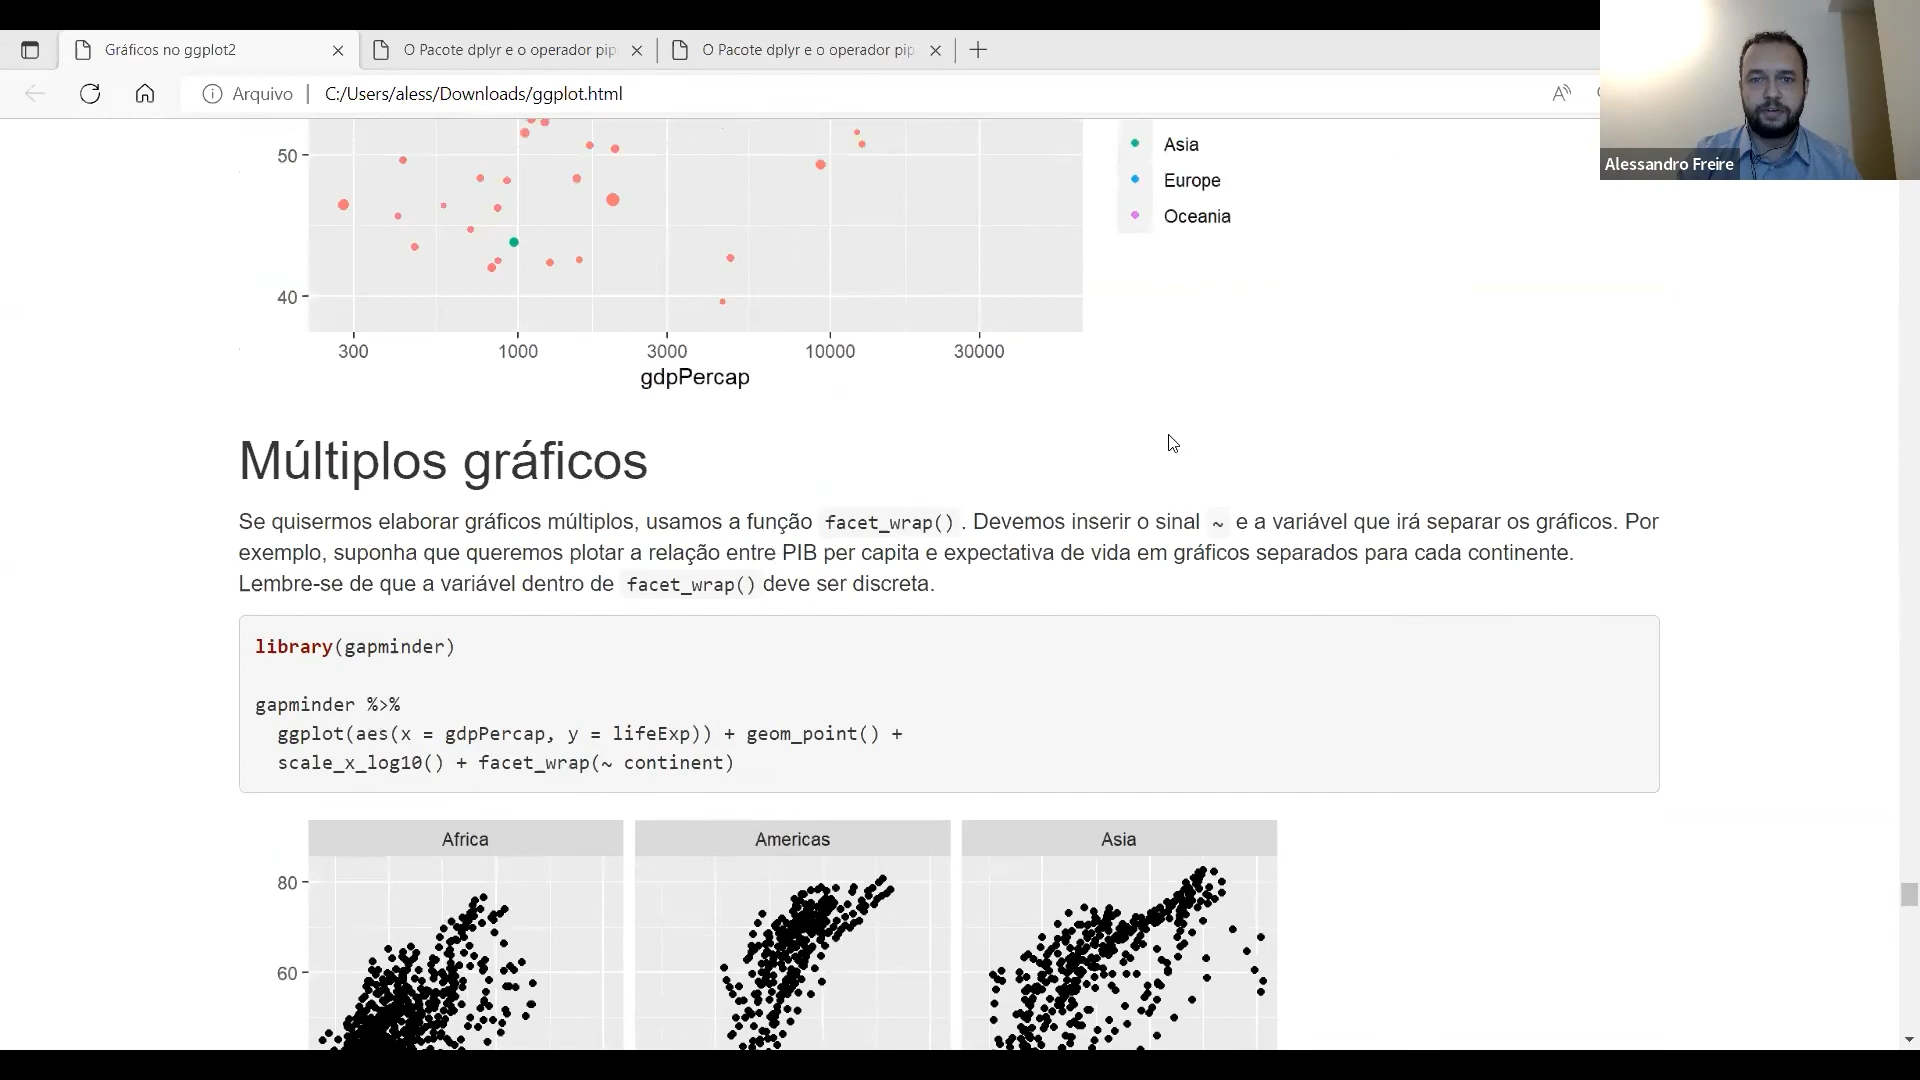 Gráficos no ggplot2
O Pacote dplyr e o operador pip
O Pacote dplyr e o operador pip
Arquivo
C:/Users/aless/Downloads/ggplot.html
Alessandro Freire
50
40
Asia
Europe
Oceania
300 1000 3000 10000 30000
gdpPercap
Múltiplos gráficos
Se quisermos elaborar gráficos múltiplos, usamos a função facet_wrap() . Devemos inserir o sinal ~ e a variável que irá separar os gráficos. Por
exemplo, suponha que queremos plotar a relação entre PIB per capita e expectativa de vida em gráficos separados para cada continente.
Lembre-se de que a variável dentro de facet_wrap() deve ser discreta.
library(gapminder)
gapminder %>%
ggplot(aes(x = gdpPercap, y = lifeExp)) + geom_point() +
scale_x_log10() + facet_wrap(~ continent)
Africa Americas Asia
80
60